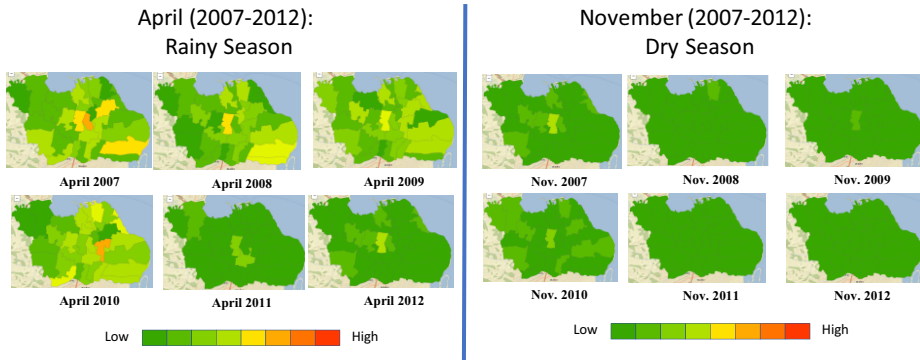 April (2007-2012):
Rainy Season
April 2007
April 2008
April 2009
April 2010
April 2011
April 2012
Low
High
November (2007-2012):
Dry Season
Nov. 2007
Nov. 2008
Nov. 2009
Nov. 2010
Nov. 2011
Nov. 2012
Low
High